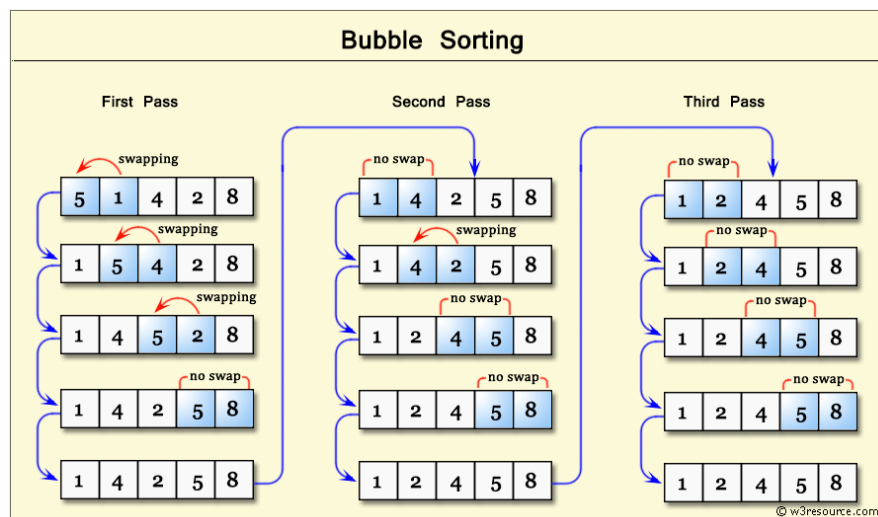 Bubble Sorting
First Pass
swapping
5 1 4 2 8
swapping
1 5 4 2 8
swapping
1 4 5 2 8
no swap
1 4 2 5 8
1 4 2 5 8
Second Pass
no swap
1 4 2 5 8
swapping
1 4 2 5 8
no swap
1 2 4 5 8
no swap
1 2 4 5 8
1 2 4 5 8
Third Pass
no swap
1 2 4 5 8
no swap
1 2 4 5 8
no swap
1 2 4 5 8
no swap
1 2 4 5 8
1 2 4 5 8
© w3resource.com